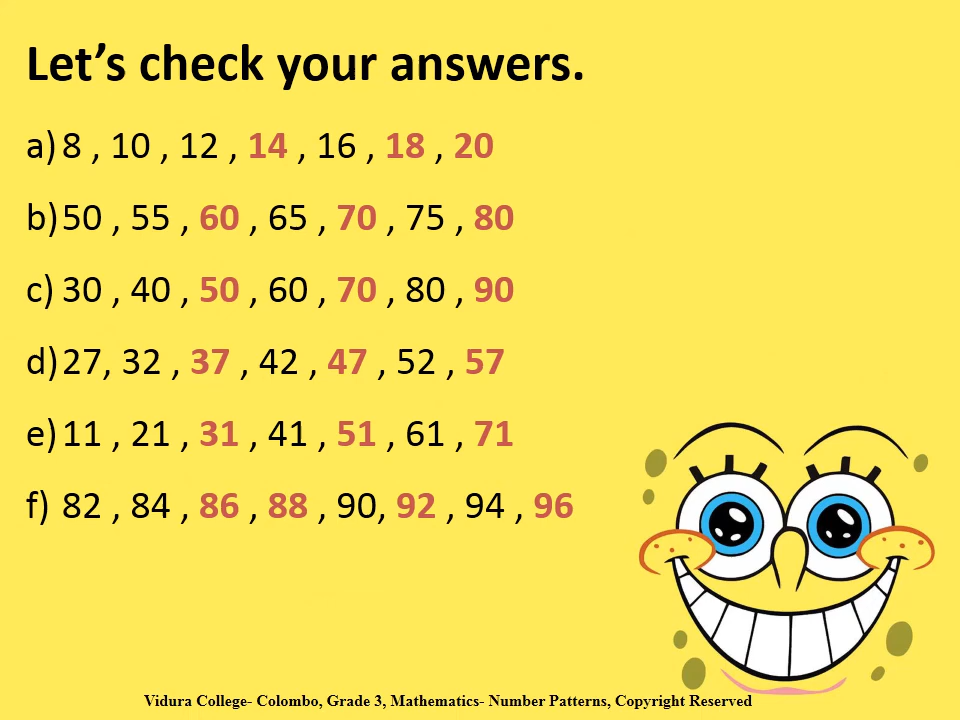 Let’s check your answers.
a) 8 , 10 , 12 , 14 , 16 , 18 , 20
b) 50 , 55 , 60 , 65 , 70 , 75 , 80
c) 30 , 40 , 50 , 60 , 70 , 80 , 90
d) 27, 32 , 37 , 42 , 47 , 52 , 57
e) 11 , 21 , 31 , 41 , 51 , 61 , 71
f) 82 , 84 , 86 , 88 , 90, 92 , 94 , 96
Vidura College- Colombo, Grade 3, Mathematics- Number Patterns, Copyright Reserved